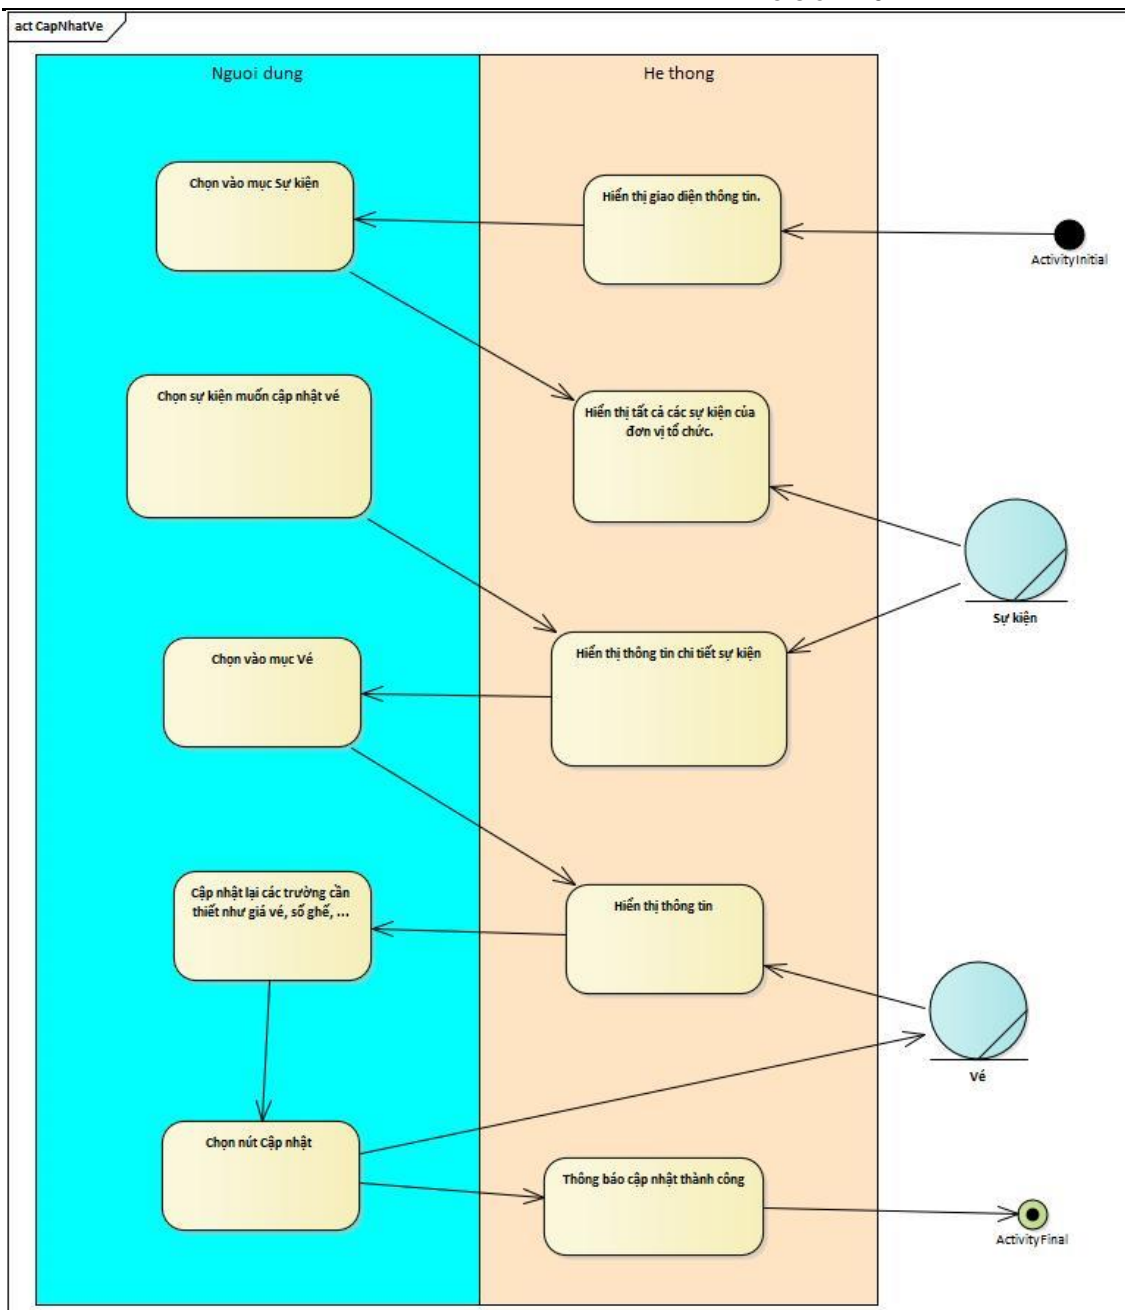 act CapNhatVe
Nguoi dung
He thong
Chọn vào mục Sự kiện
Hiển thị giao diện thông tin.
ActivityInitial
Chọn sự kiện muốn cập nhật vé
Hiển thị tất cả các sự kiện của
đơn vị tổ chức.
Sự kiện
Chọn vào mục Vé
Hiển thị thông tin chi tiết sự kiện
Cập nhật lại các trường cần
thiết như giá vé, số ghế, ...
Hiển thị thông tin
Vé
Chọn nút Cập nhật
Thông báo cập nhật thành công
ActivityFinal